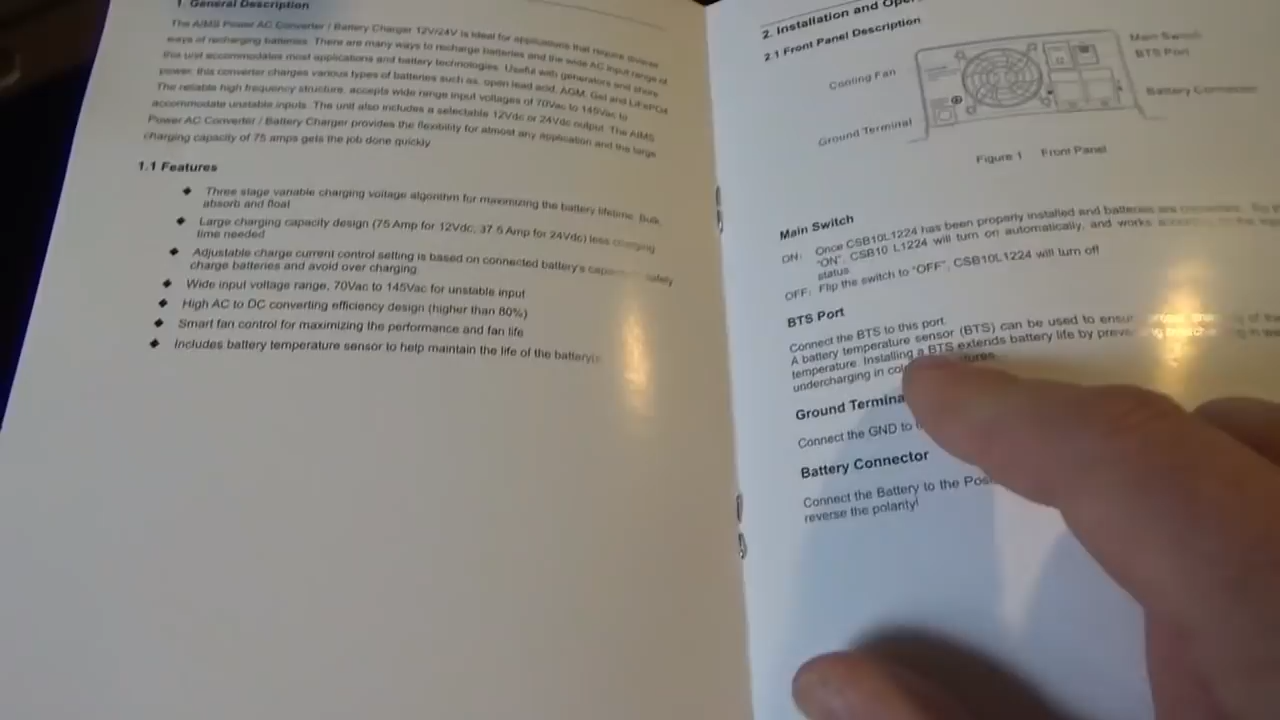 1. General Description
The AIMS Power AC Converter / Battery Charger 12V/24V is ideal for applications that require diverse
ways of recharging batteries. There are many ways to recharge batteries and the wide AC input range of
this unit accommodates most applications and battery technologies. Useful with generators and shore
power, this converter charges various types of batteries such as, open lead acid, AGM, Gel and LiFePO4
The reliable high frequency structure, accepts wide range input voltages of 70Vac to 145Vac to
accommodate unstable inputs. The unit also includes a selectable 12Vdc or 24Vdc output. The AIMS
Power AC Converter / Battery Charger provides the flexibility for almost any application and the large
charging capacity of 75 amps gets the job done quickly
1.1 Features
◆ Three stage variable charging voltage algorithm for maximizing the battery lifetime. Bulk,
absorb and float
◆ Large charging capacity design (75 Amp for 12Vdc, 37.5 Amp for 24Vdc) less charging
time needed
◆ Adjustable charge current control setting is based on connected battery's safely
charge batteries and avoid over charging
◆ Wide input voltage range, 70Vac to 145Vac for unstable input
◆ High AC to DC converting efficiency design (higher than 80%)
◆ Smart fan control for maximizing the performance and fan life
◆ Includes battery temperature sensor to help maintain the life of the battery(s
2. Installation and Ope
2.1 Front Panel Description
Main Switch
BTS Port
Cooling Fan
Battery Connector
Ground Terminal
Figure 1 Front Panel
Main Switch
ON: Once CSB10L1224 has been properly installed and batteries are connected.
"ON", CSB10 L1224 will turn on automatically, and works
status.
OFF: Flip the switch to "OFF", CSB10L1224 will turn off
BTS Port
Connect the BTS to this port.
A battery temperature sensor (BTS) can be used to ensur
temperature. Installing a BTS extends battery life by preve
undercharging in col
Ground Termina
Connect the GND to
Battery Connector
Connect the Battery to the Posi
reverse the polarity!